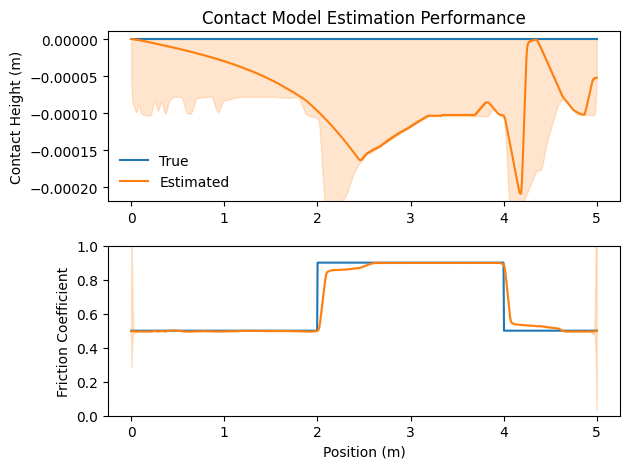 Contact Model Estimation Performance
Contact Height (m)
0.00000
−0.00005
−0.00010
−0.00015
−0.00020
True
Estimated
0 1 2 3 4 5
Friction Coefficient
1.0
0.8
0.6
0.4
0.2
0.0
0 1 2 3 4 5
Position (m)